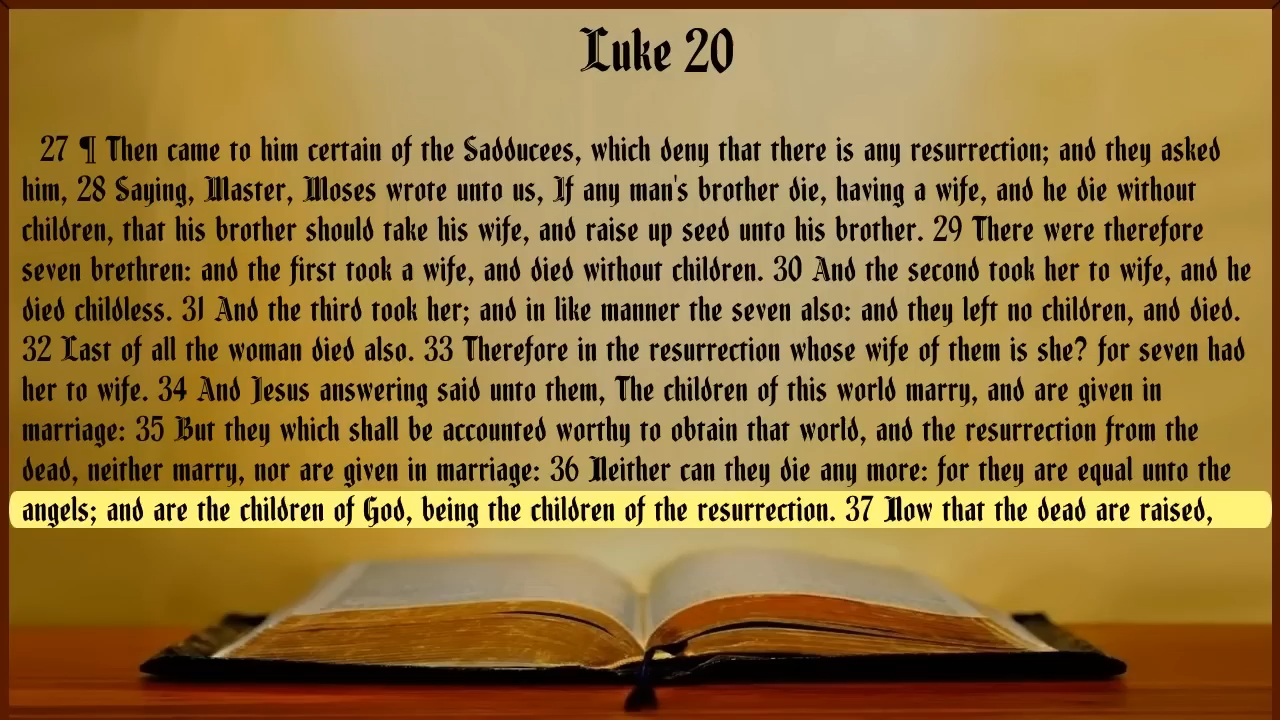 Luke 20
27 ¶ Then came to him certain of the Sadducees, which deny that there is any resurrection; and they asked
him, 28 Saying, Master, Moses wrote unto us, If any man's brother die, having a wife, and he die without
children, that his brother should take his wife, and raise up seed unto his brother. 29 There were therefore
seven brethren: and the first took a wife, and died without children. 30 And the second took her to wife, and he
died childless. 31 And the third took her; and in like manner the seven also: and they left no children, and died.
32 Last of all the woman died also. 33 Therefore in the resurrection whose wife of them is she? for seven had
her to wife. 34 And Jesus answering said unto them, The children of this world marry, and are given in
marriage: 35 But they which shall be accounted worthy to obtain that world, and the resurrection from the
dead, neither marry, nor are given in marriage: 36 Neither can they die any more: for they are equal unto the
angels; and are the children of God, being the children of the resurrection. 37 Now that the dead are raised,